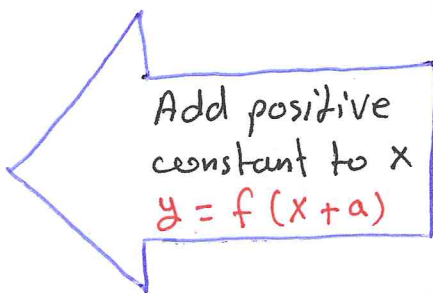 Add positive
constant to x
y = f(x+a)